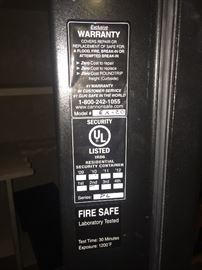 Exclusive
WARRANTY
COVERS REPAIR OR
REPLACEMENT OF SAFE FOR
A FLOOD, FIRE, BREAK-IN OR
ATTEMPTED BREAK-IN
Zero Cost to repair
Zero Cost to replace
Zero Cost ROUNDTRIP
freight (Curbside)
#1 WARRANTY
#1 CUSTOMER SERVICE
#1 GUN SAFE IN THE WORLD
1-800-242-1055
www.cannonsafe.com
Model #
SECURITY
UL
LISTED
RESIDENTIAL
SECURITY CONTAINER
'09 '10 '11 '12
1st 2nd 3rd 4th
Series:
FIRE SAFE
Laboratory Tested
Test Time: 30 Minutes
Exposure: 1200°F